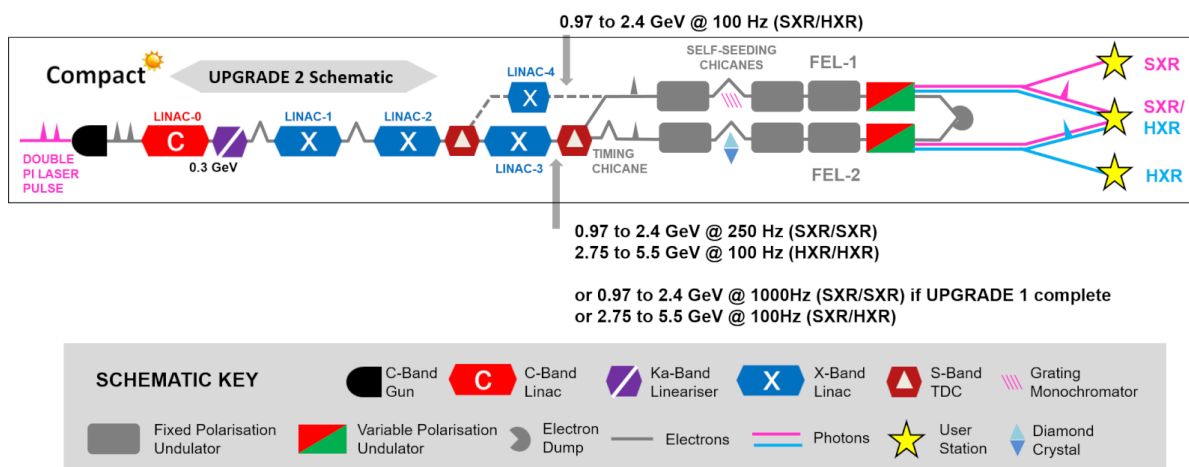 0.97 to 2.4 GeV @ 100 Hz (SXR/HXR)
Compact
UPGRADE 2 Schematic
LINAC-4
X
SELF-SEEDING
CHICANES
FEL-1
SXR
LINAC-0
C
LINAC-1
X
LINAC-2
X
X
SXR/
HXR
DOUBLE
PI LASER
PULSE
0.3 GeV
LINAC-3
TIMING
CHICANE
FEL-2
HXR
0.97 to 2.4 GeV @ 250 Hz (SXR/SXR)
2.75 to 5.5 GeV @ 100 Hz (HXR/HXR)
or 0.97 to 2.4 GeV @ 1000Hz (SXR/SXR) if UPGRADE 1 complete
or 2.75 to 5.5 GeV @ 100Hz (SXR/HXR)
SCHEMATIC KEY
C-Band
Gun
C
C-Band
Linac
Ka-Band
Lineariser
X
X-Band
Linac
S-Band
TDC
Grating
Monochromator
Fixed Polarisation
Undulator
Variable Polarisation
Undulator
Electron
Dump
Electrons
Photons
User
Station
Diamond
Crystal